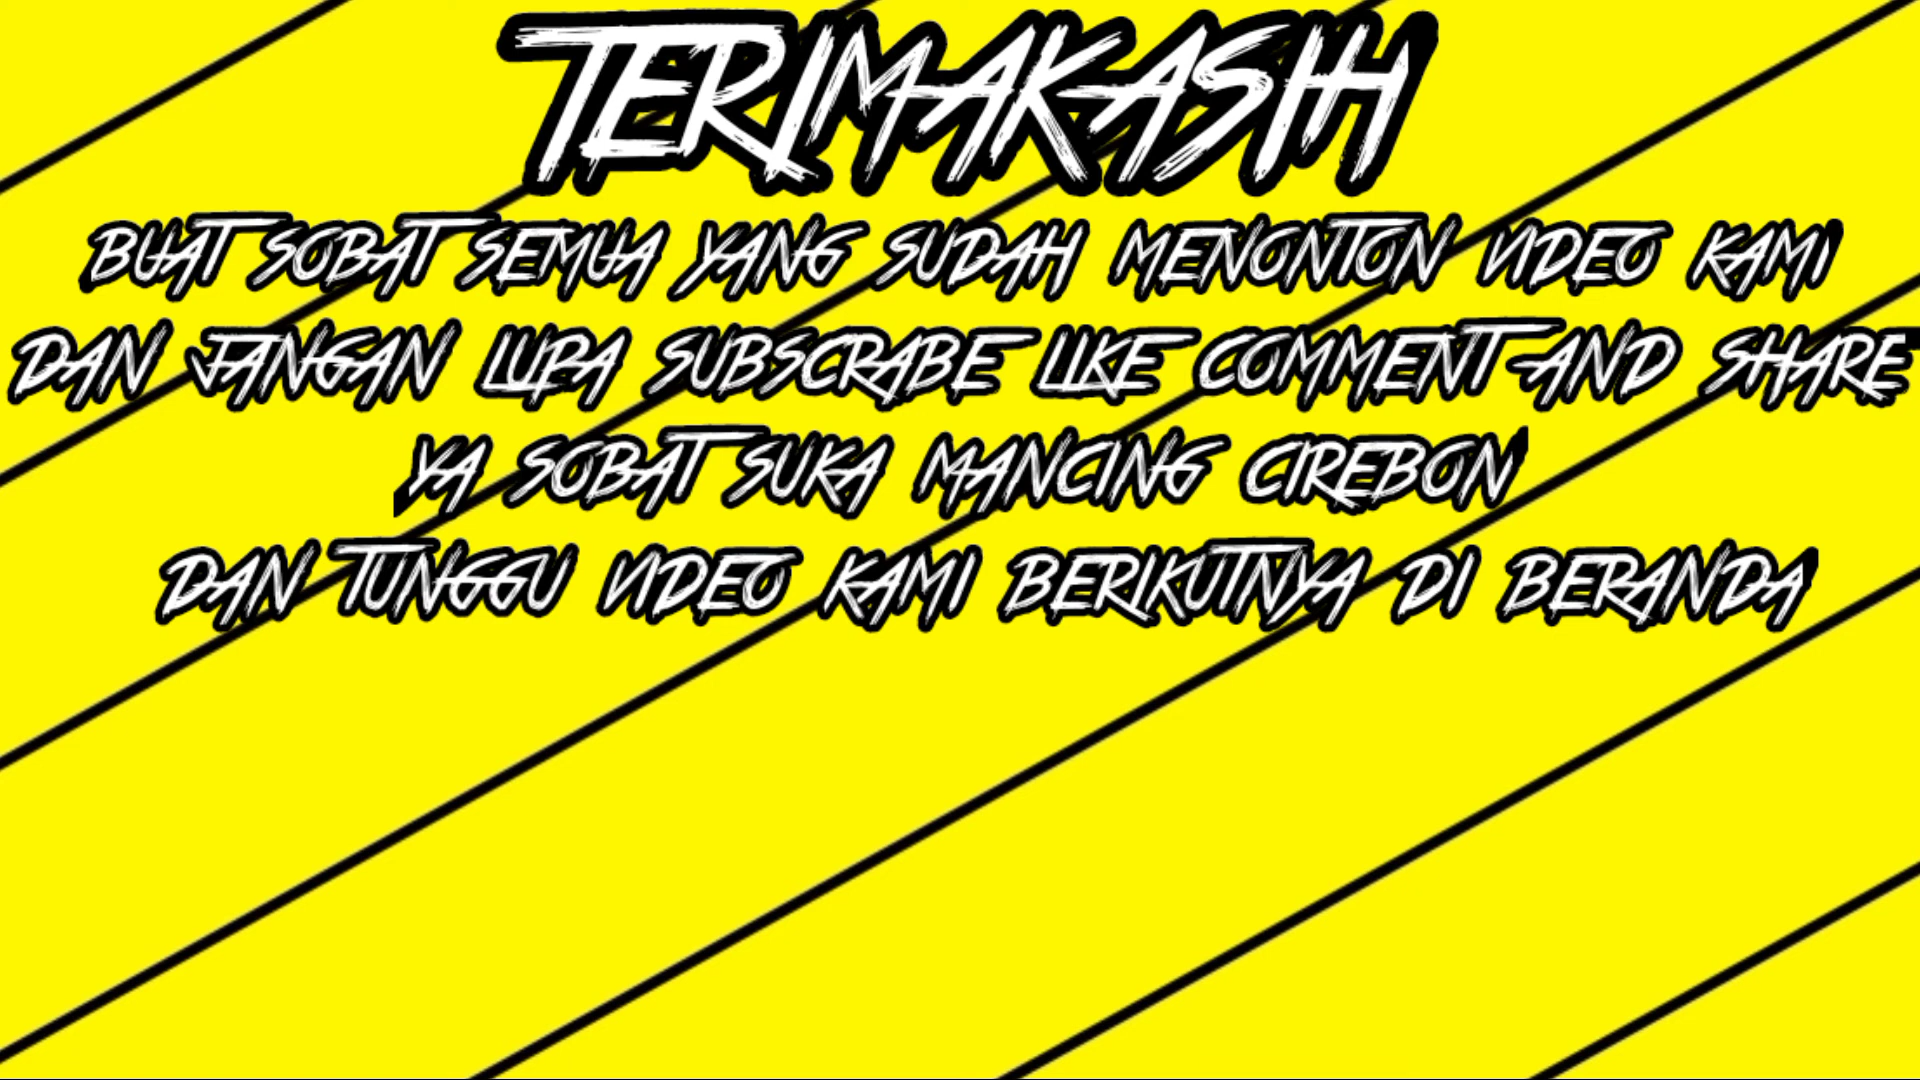 TERIMAKASIH
BUAT SOBAT SEMUA YANG SUDAH MENONTON VIDEO KAMI
DAN JANGAN LUPA SUBSCRABE LIKE COMMENT AND SHARE
YA SOBAT SUKA MANCING CIREBON
DAN TUNGGU VIDEO KAMI BERIKUTNYA DI BERANDA